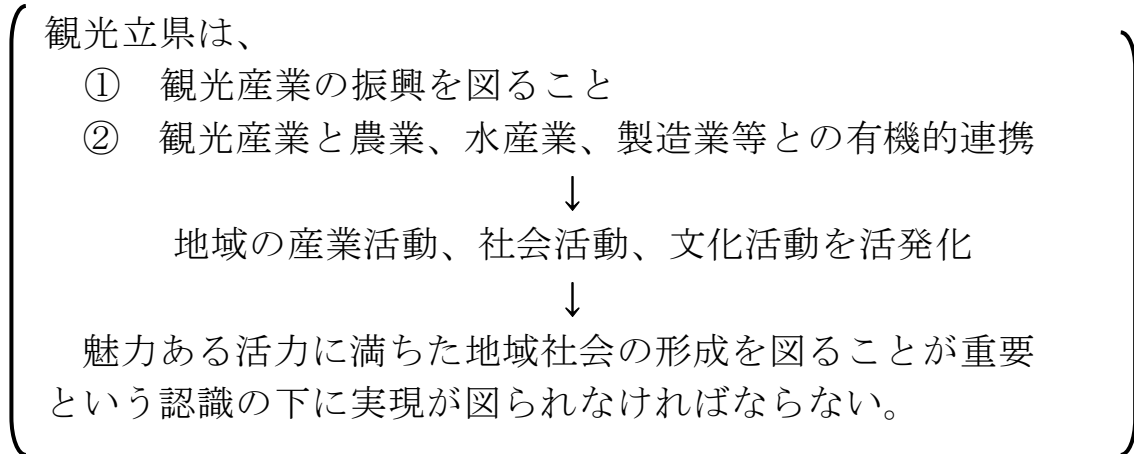 観光立県は、
① 観光産業の振興を図ること
② 観光産業と農業、水産業、製造業等との有機的連携
↓
地域の産業活動、社会活動、文化活動を活発化
↓
魅力ある活力に満ちた地域社会の形成を図ることが重要
という認識の下に実現が図られなければならない。